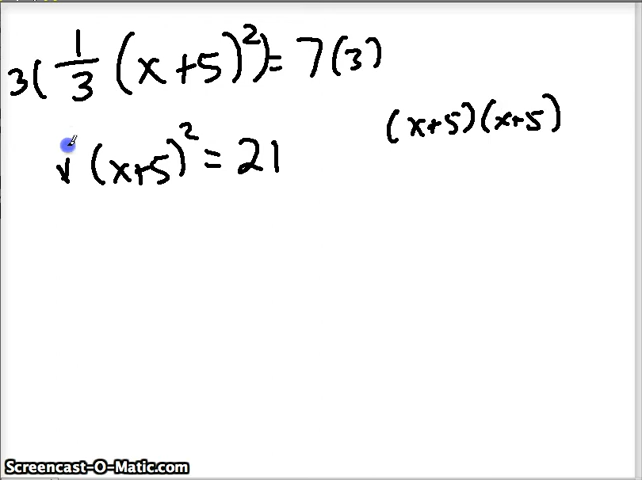 3(1/3(x+5)²)=7(3)
(x+5)(x+5)
√(x+5)²=21
Screencast-O-Matic.com